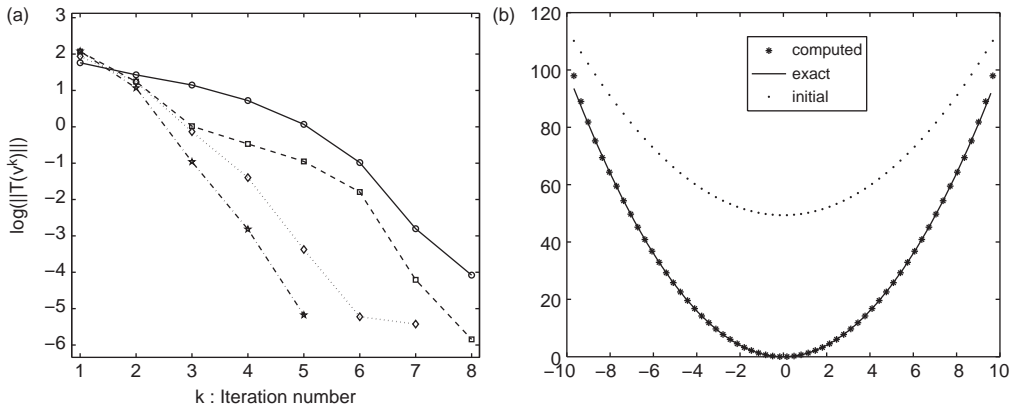 (a)
3
2
1
0
−1
−2
−3
−4
−5
−6
log(||T(v^k)||)
1 2 3 4 5 6 7 8
k : Iteration number
(b)
120
100
80
60
40
20
0
−10 −8 −6 −4 −2 0 2 4 6 8 10
computed
exact
initial